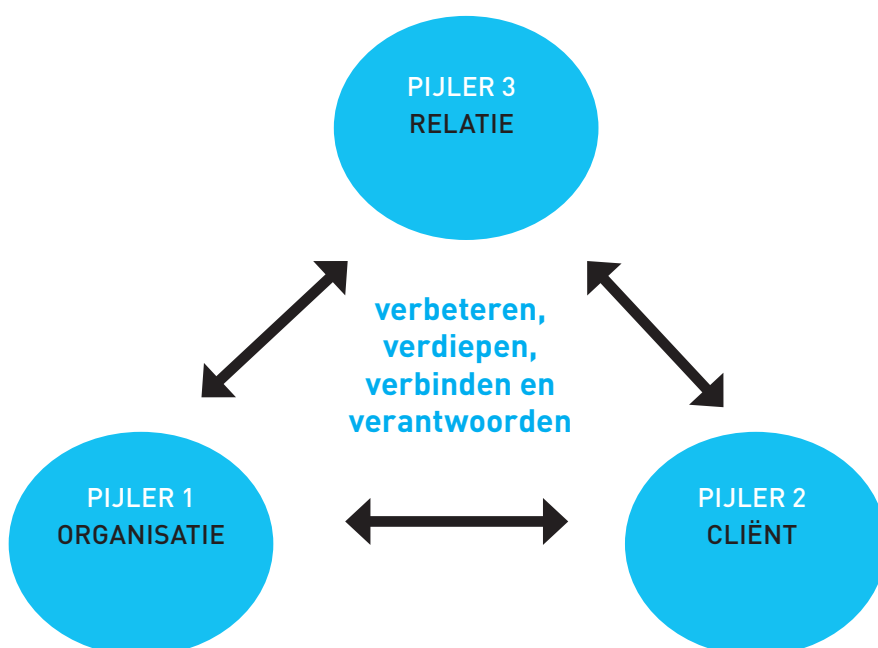 PIJLER 3
RELATIE
verbeteren,
verdiepen,
verbinden en
verantwoorden
PIJLER 1
ORGANISATIE
PIJLER 2
CLIËNT